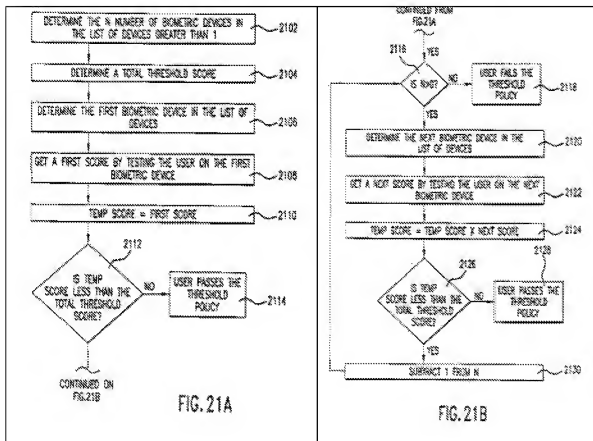 DETERMINE THE N NUMBER OF BIOMETRIC DEVICES IN
THE LIST OF DEVICES GREATER THAN 1
2102
DETERMINE A TOTAL THRESHOLD SCORE
2104
DETERMINE THE FIRST BIOMETRIC DEVICE IN THE LIST OF
DEVICES
2106
GET A FIRST SCORE BY TESTING THE USER ON THE FIRST
BIOMETRIC DEVICE
2108
TEMP SCORE = FIRST SCORE
2110
2112
IS TEMP
SCORE LESS THAN THE
TOTAL THRESHOLD
SCORE?
NO
USER PASSES THE
THRESHOLD
POLICY
2114
CONTINUED ON
FIG.21B
FIG.21A
CONTINUED FROM
FIG.21A
YES
2116
IS N>0?
NO
USER FAILS THE
THRESHOLD
POLICY
2118
YES
DETERMINE THE NEXT BIOMETRIC DEVICE IN THE
LIST OF DEVICES
2120
GET A NEXT SCORE BY TESTING THE USER ON THE NEXT
BIOMETRIC DEVICE
2122
TEMP SCORE = TEMP SCORE X NEXT SCORE
2124
2126
IS TEMP
SCORE LESS THAN THE
TOTAL THRESHOLD
SCORE?
NO
2128
USER PASSES THE
THRESHOLD
POLICY
YES
SUBTRACT 1 FROM N
2130
FIG.21B